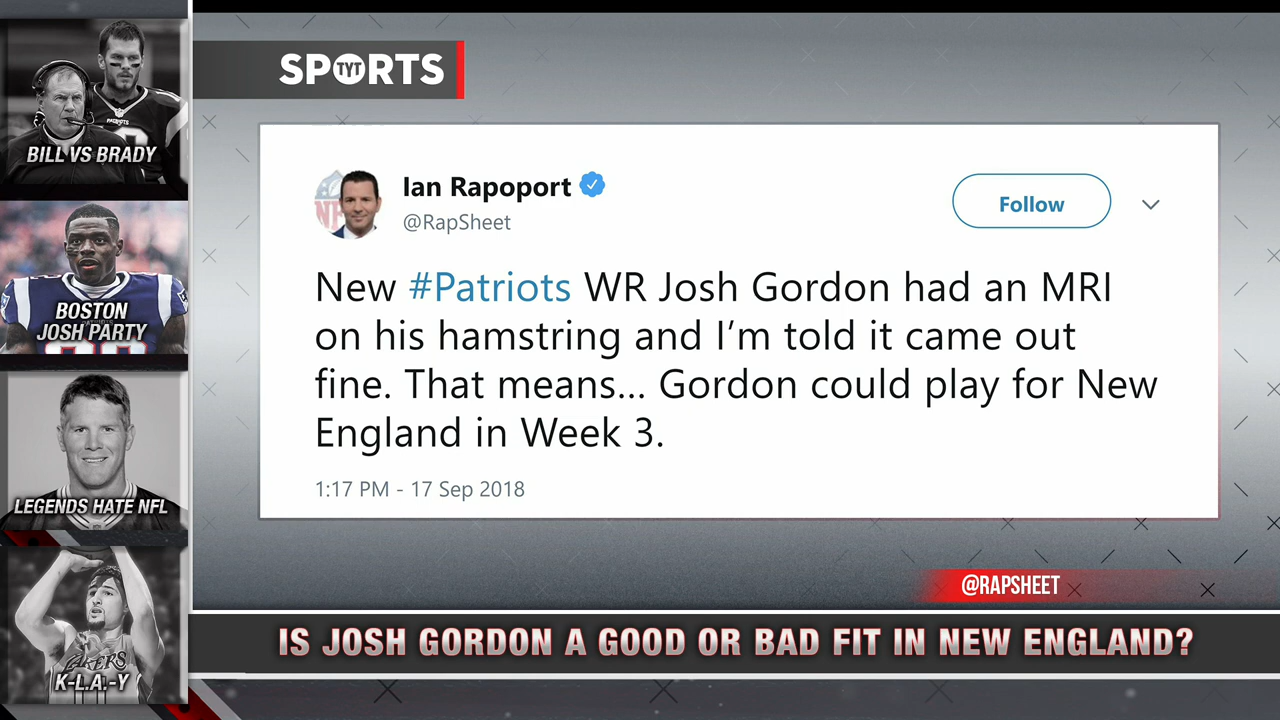 BILL VS BRADY
PATRIOTS
BOSTON
JOSH PARTY
LEGENDS HATE NFL
LAKERS
K-L.A.-Y
SPORTS
TYT
Ian Rapoport
@RapSheet
Follow
New #Patriots WR Josh Gordon had an MRI
on his hamstring and I’m told it came out
fine. That means... Gordon could play for New
England in Week 3.
1:17 PM - 17 Sep 2018
@RAPSHEET
IS JOSH GORDON A GOOD OR BAD FIT IN NEW ENGLAND?